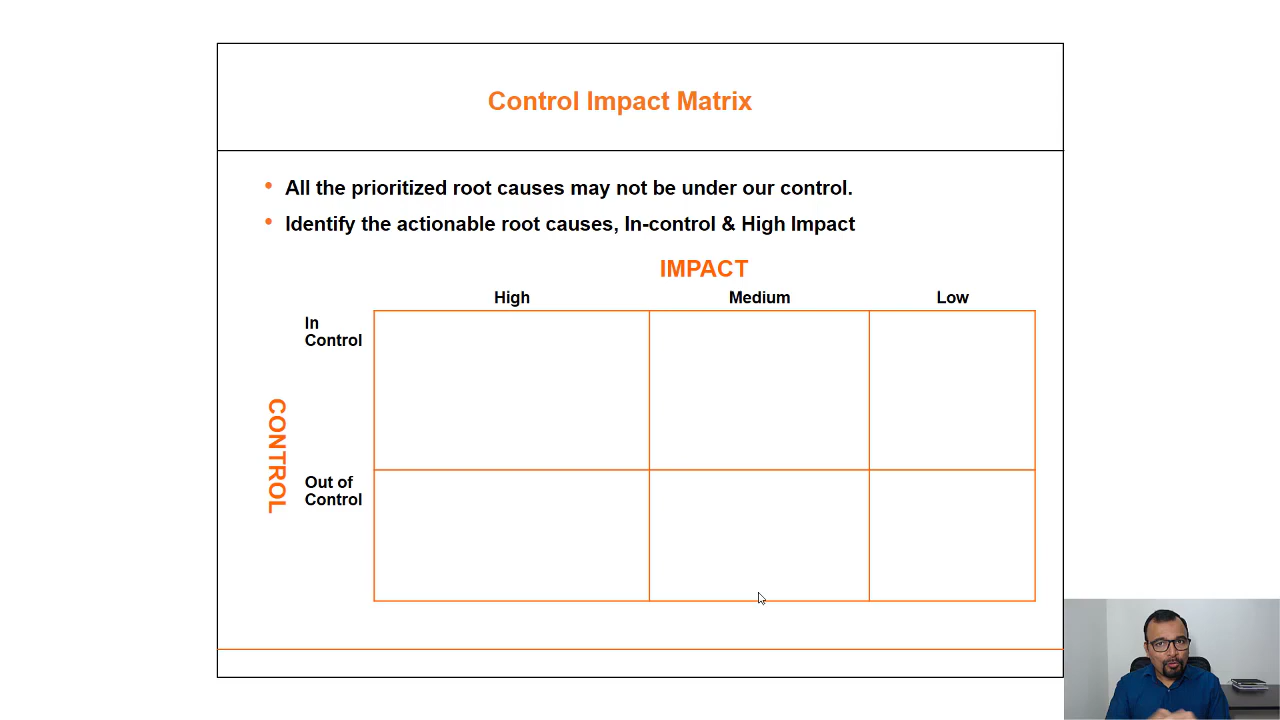 Control Impact Matrix
• All the prioritized root causes may not be under our control.
• Identify the actionable root causes, In-control & High Impact
IMPACT
High Medium Low
In
Control
CONTROL
Out of
Control